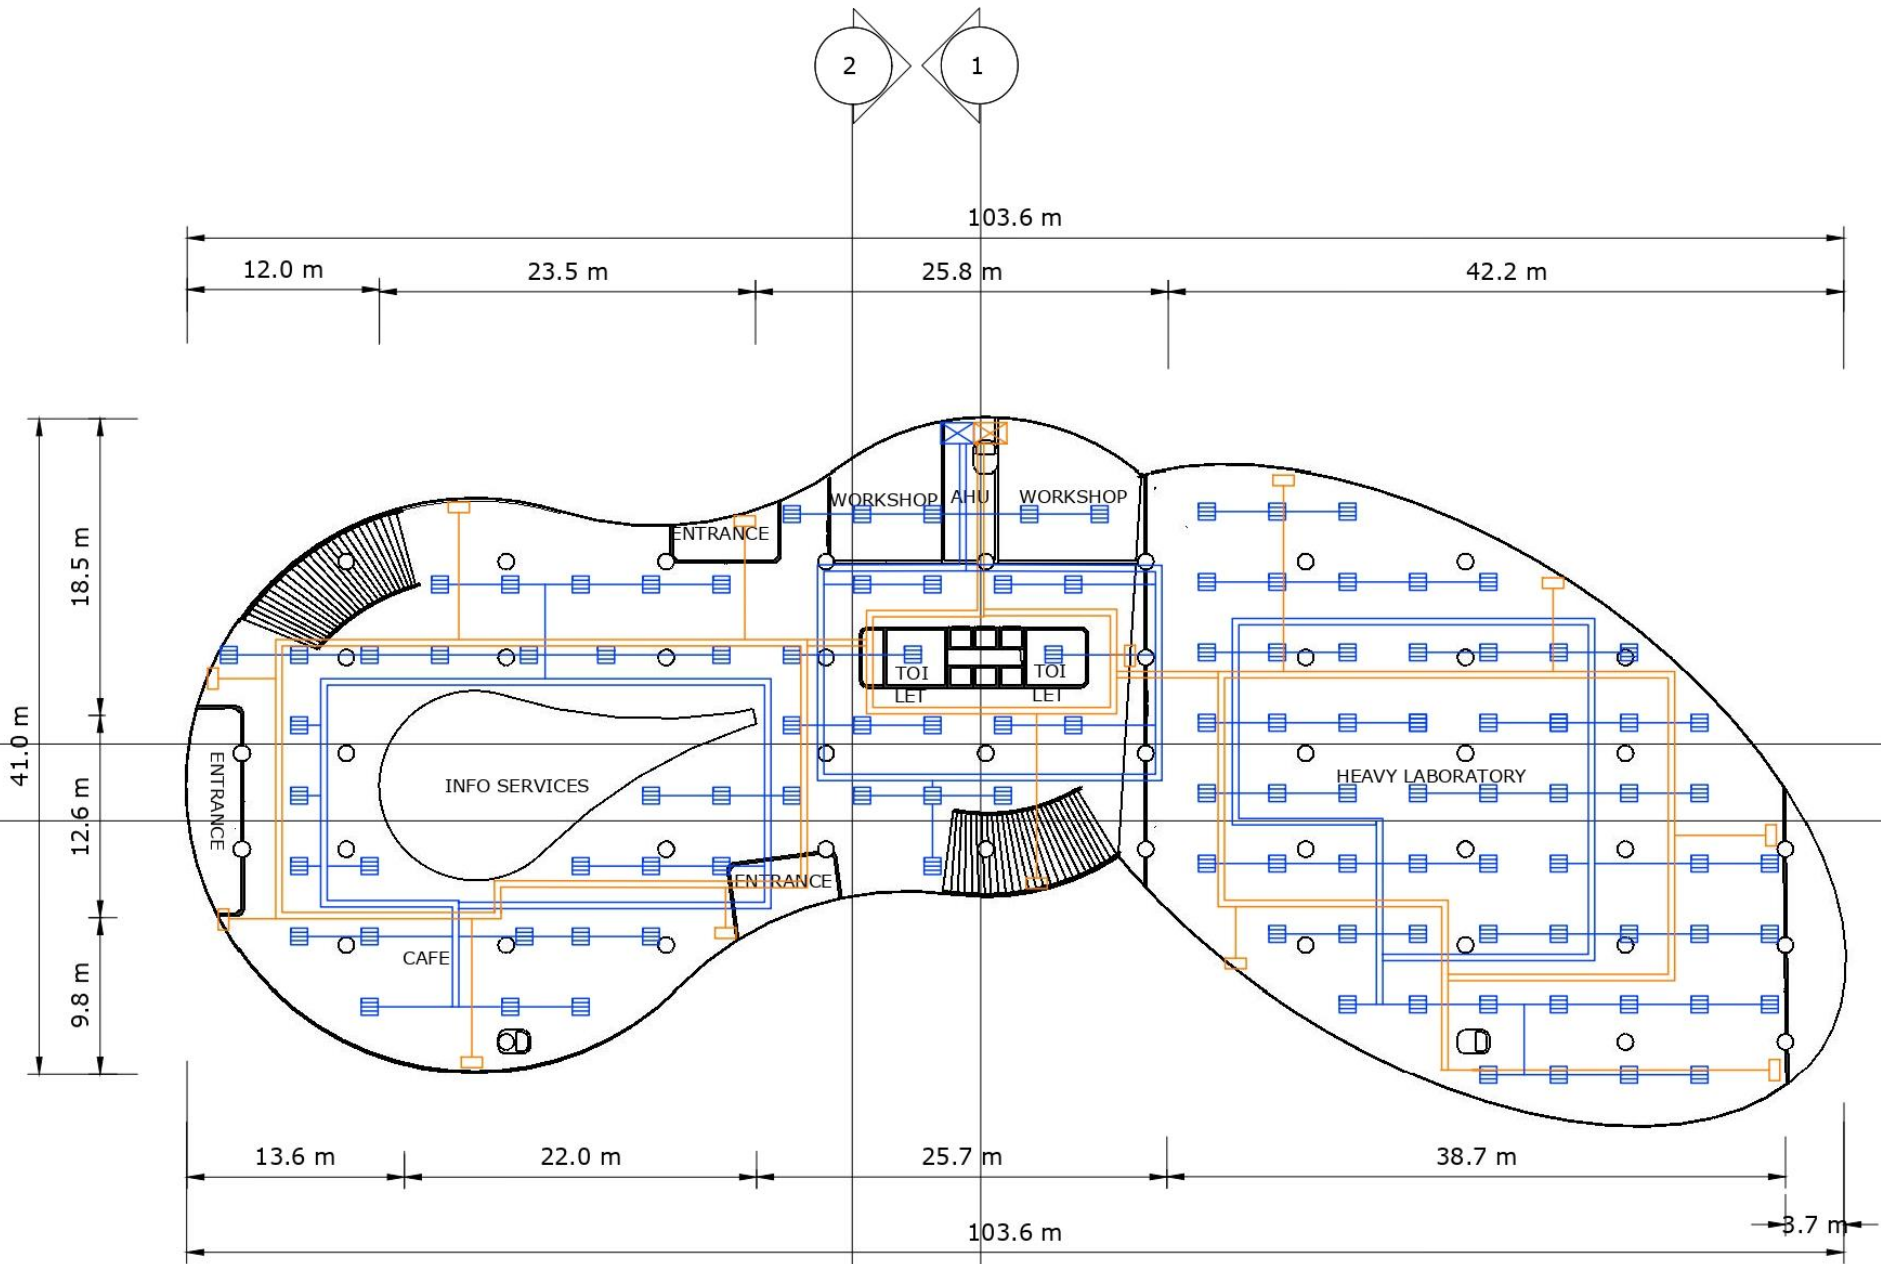 2
1
103.6 m
12.0 m
23.5 m
25.8 m
42.2 m
WORKSHOP
AHU
WORKSHOP
ENTRANCE
18.5 m
TOI
LET
TOI
LET
41.0 m
ENTRANCE
INFO SERVICES
HEAVY LABORATORY
12.6 m
ENTRANCE
CAFE
9.8 m
13.6 m
22.0 m
25.7 m
38.7 m
3.7 m
103.6 m